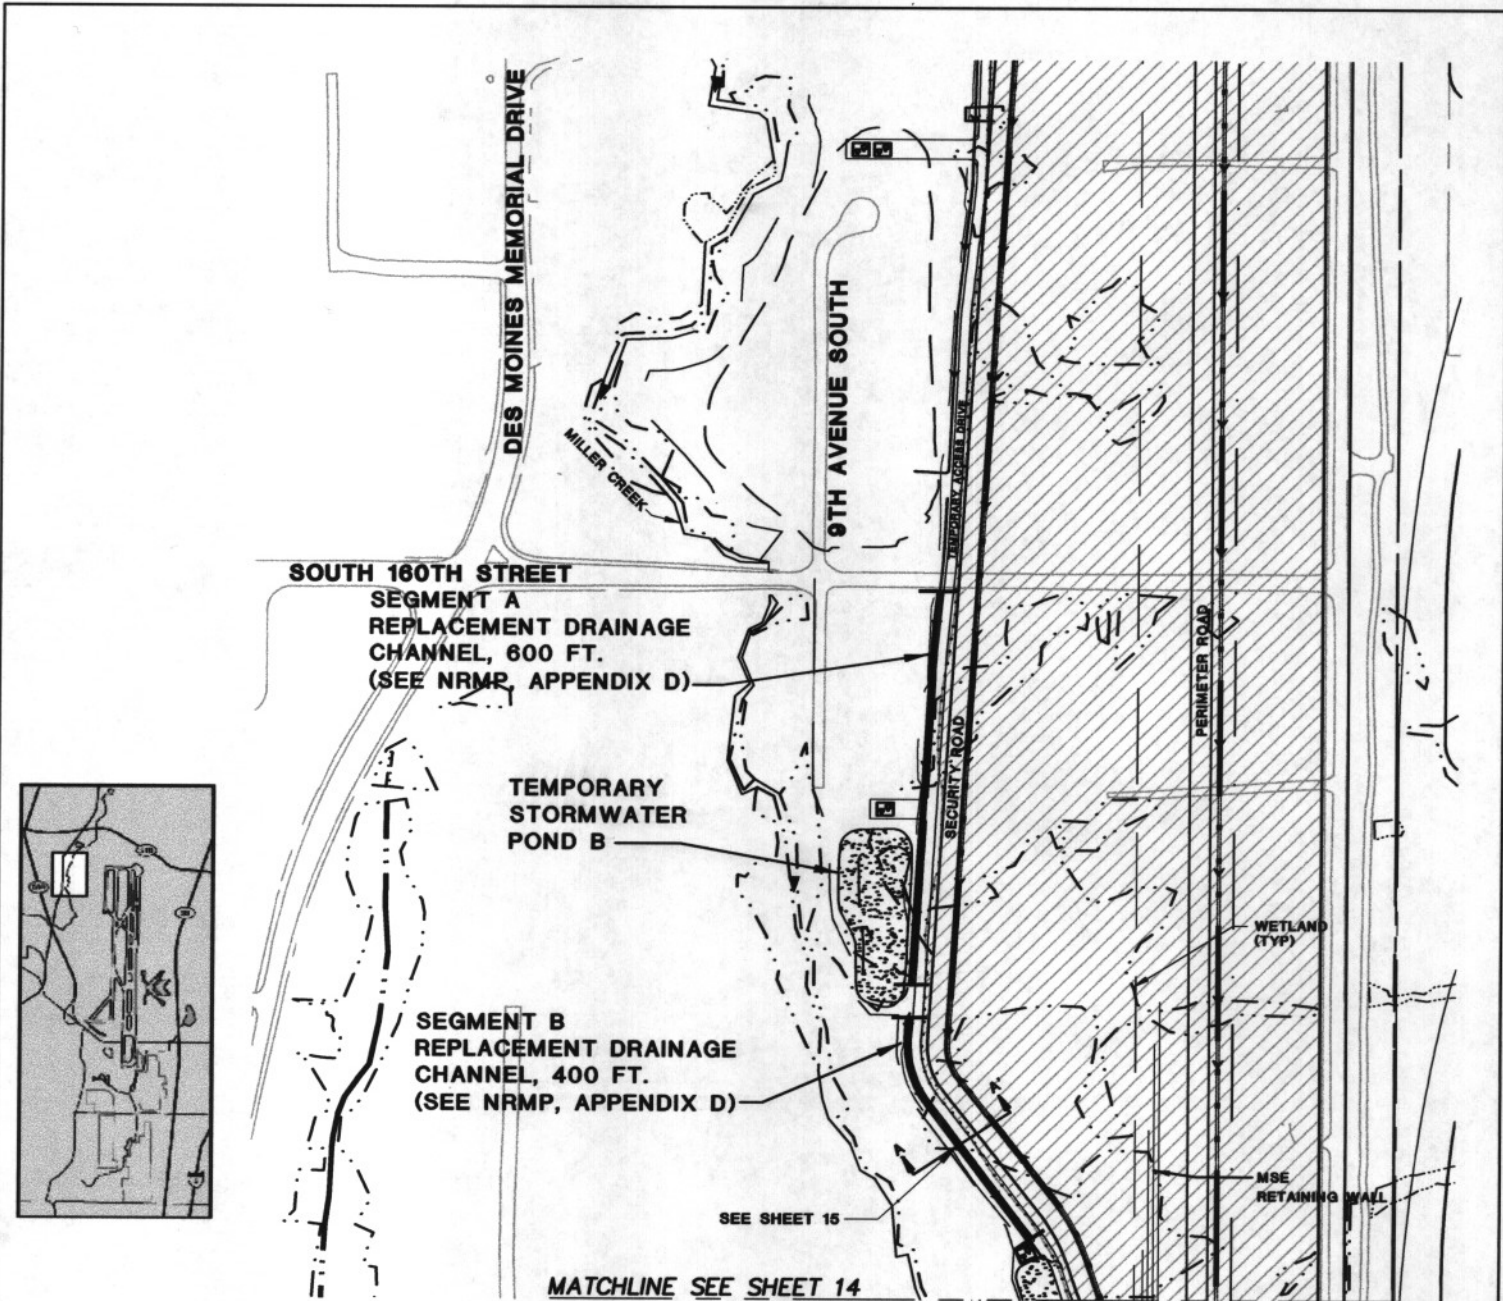 DES MOINES MEMORIAL DRIVE
9TH AVENUE SOUTH
TEMPORARY ACCESS DRIVE
MILLER CREEK
SOUTH 160TH STREET
SEGMENT A
REPLACEMENT DRAINAGE
CHANNEL, 600 FT.
(SEE NRMP, APPENDIX D)
PERIMETER ROAD
SECURITY ROAD
TEMPORARY
STORMWATER
POND B
WETLAND
(TYP)
SEGMENT B
REPLACEMENT DRAINAGE
CHANNEL, 400 FT.
(SEE NRMP, APPENDIX D)
MSE
RETAINING WALL
SEE SHEET 15
MATCHLINE SEE SHEET 14